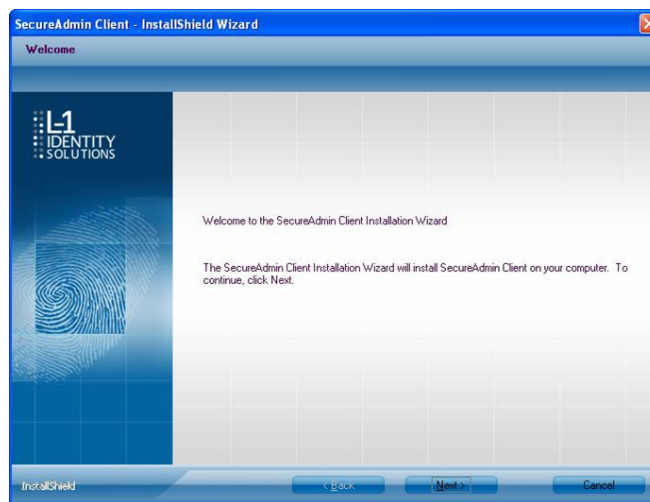 SecureAdmin Client - InstallShield Wizard
Welcome
L-1
IDENTITY
SOLUTIONS
Welcome to the SecureAdmin Client Installation Wizard
The SecureAdmin Client Installation Wizard will install SecureAdmin Client on your computer. To
continue, click Next.
InstallShield
< Back
Next >
Cancel